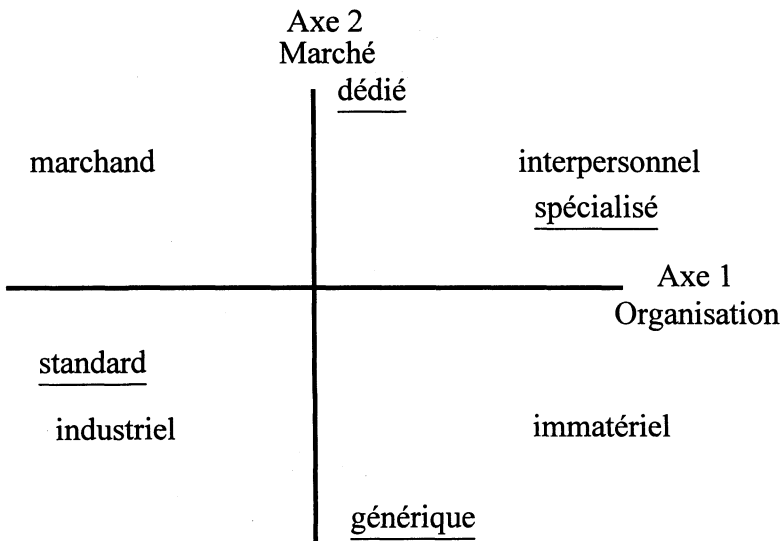 Axe 2
Marché
dédié
marchand
interpersonnel
spécialisé
Axe 1
Organisation
standard
industriel
immatériel
générique